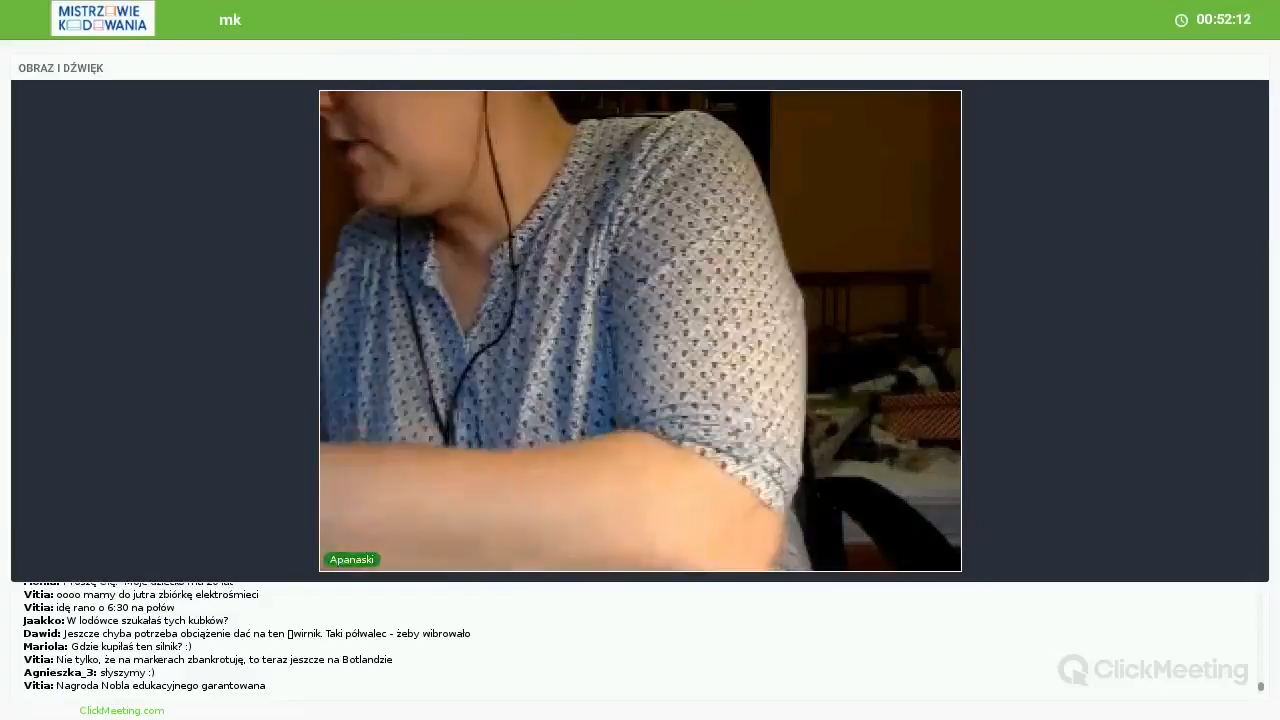 MISTRZOWIE
KODOWANIA
mk
00:52:12
OBRAZ I DŹWIĘK
Apanaski
Vitia: oooo mamy do jutra zbiórkę elektrośmieci
Vitia: idę rano o 6:30 na połów
Jaakko: W lodówce szukałaś tych kubków?
Dawid: Jeszcze chyba potrzeba obciążenie dać na ten []wirnik. Taki półwalec - żeby wibrowało
Mariola: Gdzie kupiłaś ten silnik? :)
Vitia: Nie tylko, że na markerach zbankrutuję, to teraz jeszcze na Botlandzie
Agnieszka_3: słyszymy :)
Vitia: Nagroda Nobla edukacyjnego garantowana
ClickMeeting
ClickMeeting.com